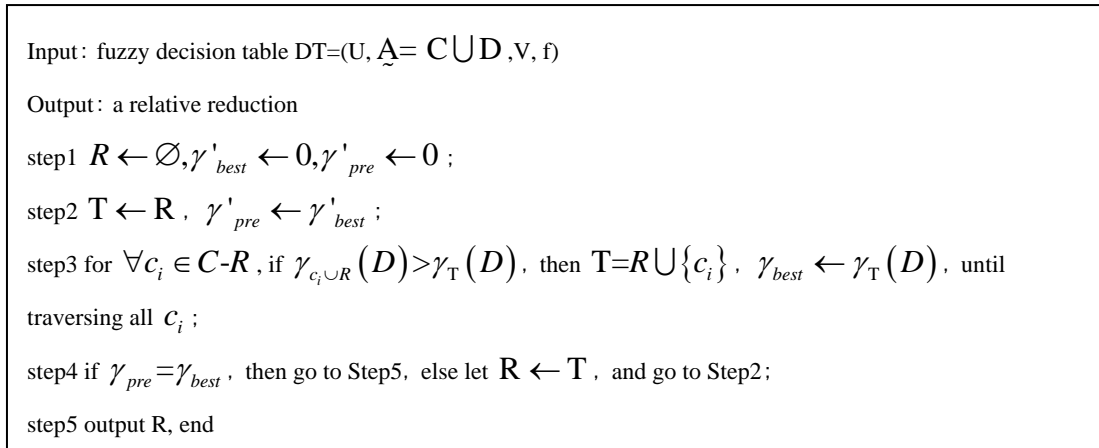 Input: fuzzy decision table DT=(U, A̰= C⋃D ,V, f)
Output: a relative reduction
step1 R ← ∅,γ'best ← 0,γ'pre ← 0 ;
step2 T ← R , γ'pre ← γ'best ;
step3 for ∀ci ∈ C-R , if γci∪R (D)>γT (D) , then T=R⋃{ci} , γbest ← γT (D) , until
traversing all ci ;
step4 if γpre=γbest , then go to Step5, else let R ← T , and go to Step2;
step5 output R, end